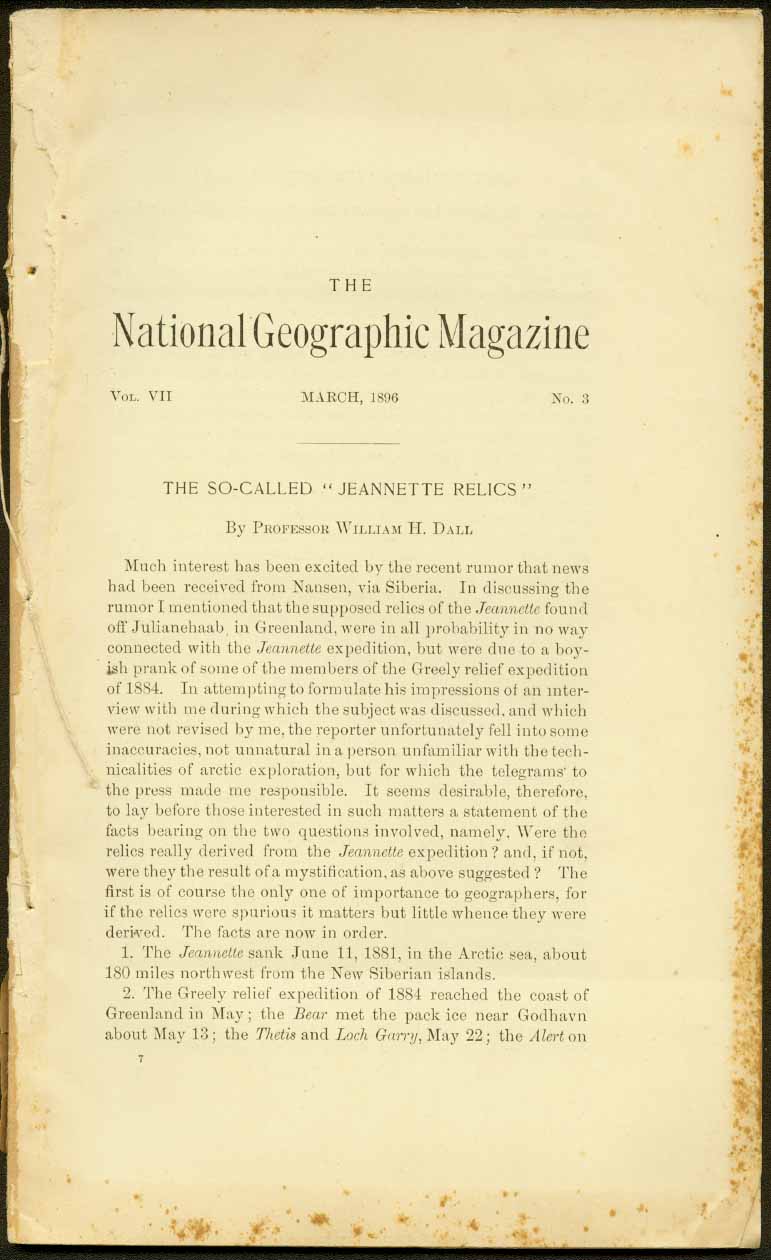 THE
National Geographic Magazine
VOL. VII MARCH, 1896 No. 3
THE SO-CALLED “JEANNETTE RELICS”
By PROFESSOR WILLIAM H. DALL
Much interest has been excited by the recent rumor that news
had been received from Nansen, via Siberia. In discussing the
rumor I mentioned that the supposed relics of the Jeannette found
off Julianehaab, in Greenland, were in all probability in no way
connected with the Jeannette expedition, but were due to a boy-
ish prank of some of the members of the Greely relief expedition
of 1884. In attempting to formulate his impressions of an inter-
view with me during which the subject was discussed, and which
were not revised by me, the reporter unfortunately fell into some
inaccuracies, not unnatural in a person unfamiliar with the tech-
nicalities of arctic exploration, but for which the telegrams to
the press made me responsible. It seems desirable, therefore,
to lay before those interested in such matters a statement of the
facts bearing on the two questions involved, namely, Were the
relics really derived from the Jeannette expedition? and, if not,
were they the result of a mystification, as above suggested? The
first is of course the only one of importance to geographers, for
if the relics were spurious it matters but little whence they were
derived. The facts are now in order.
1. The Jeannette sank June 11, 1881, in the Arctic sea, about
180 miles northwest from the New Siberian islands.
2. The Greely relief expedition of 1884 reached the coast of
Greenland in May; the Bear met the pack ice near Godhavn
about May 13; the Thetis and Loch Garry, May 22; the Alert on
7